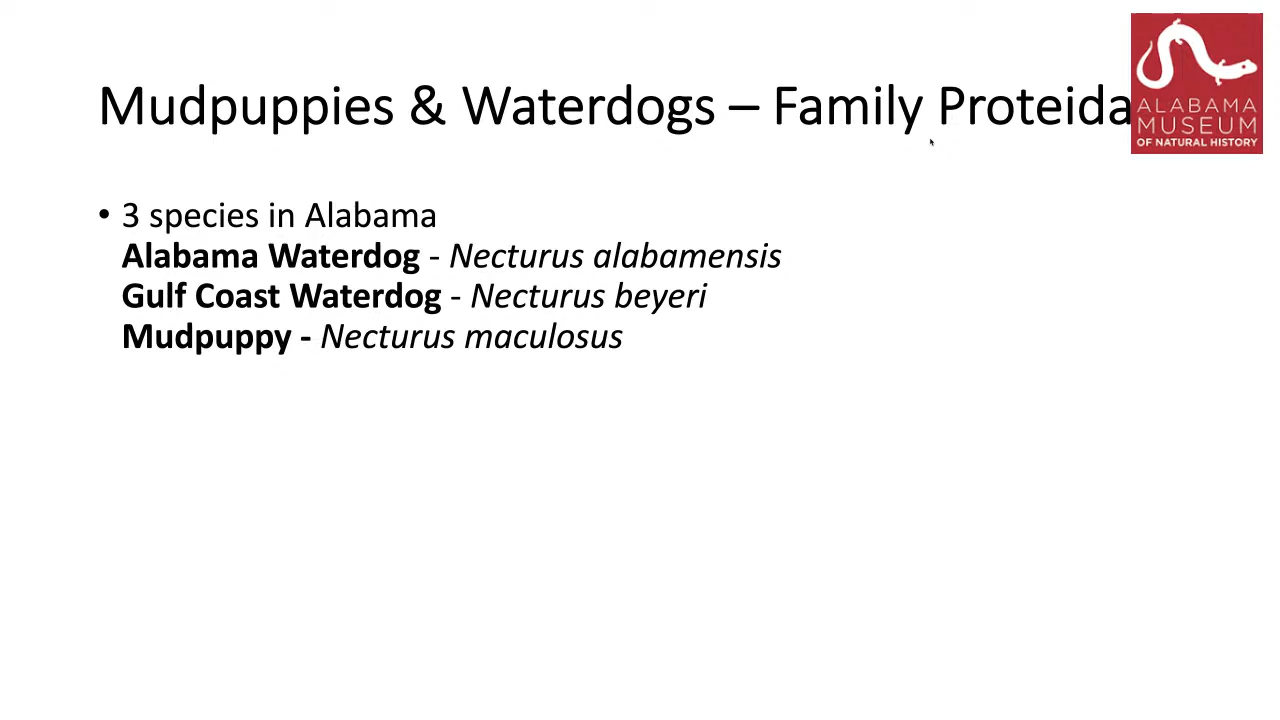 Mudpuppies & Waterdogs – Family Proteida
ALABAMA
MUSEUM
OF NATURAL HISTORY
• 3 species in Alabama
Alabama Waterdog - Necturus alabamensis
Gulf Coast Waterdog - Necturus beyeri
Mudpuppy - Necturus maculosus